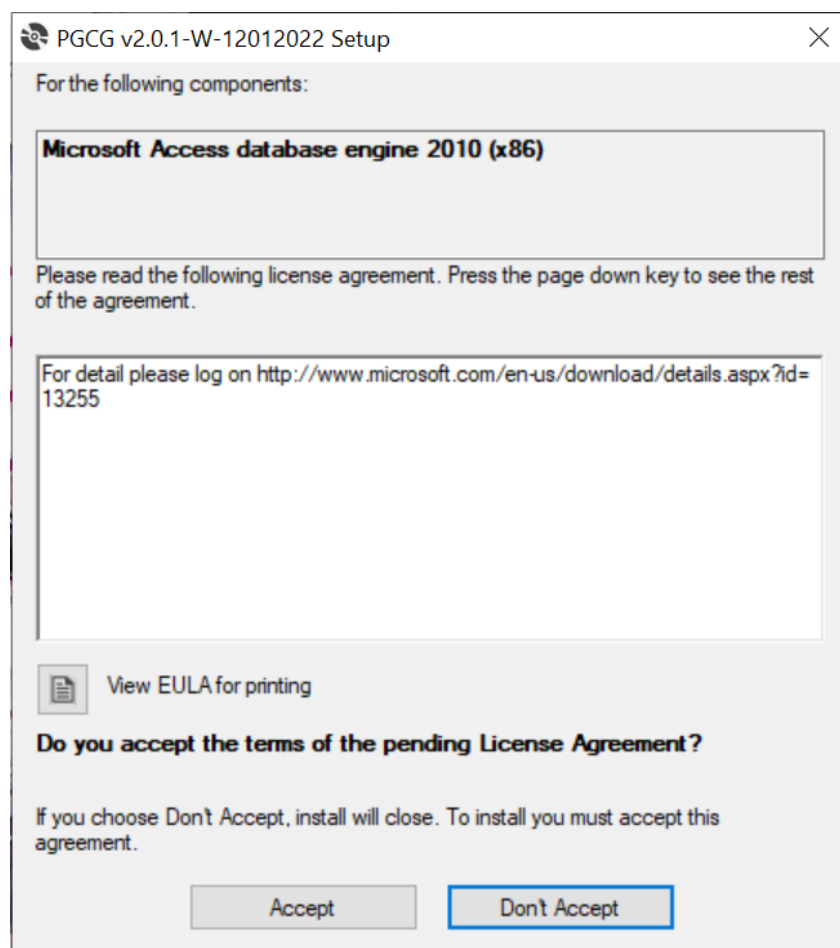 PGCG v2.0.1-W-12012022 Setup
For the following components:
Microsoft Access database engine 2010 (x86)
Please read the following license agreement. Press the page down key to see the rest
of the agreement.
For detail please log on http://www.microsoft.com/en-us/download/details.aspx?id=
13255
View EULA for printing
Do you accept the terms of the pending License Agreement?
If you choose Don't Accept, install will close. To install you must accept this
agreement.
Accept
Don't Accept